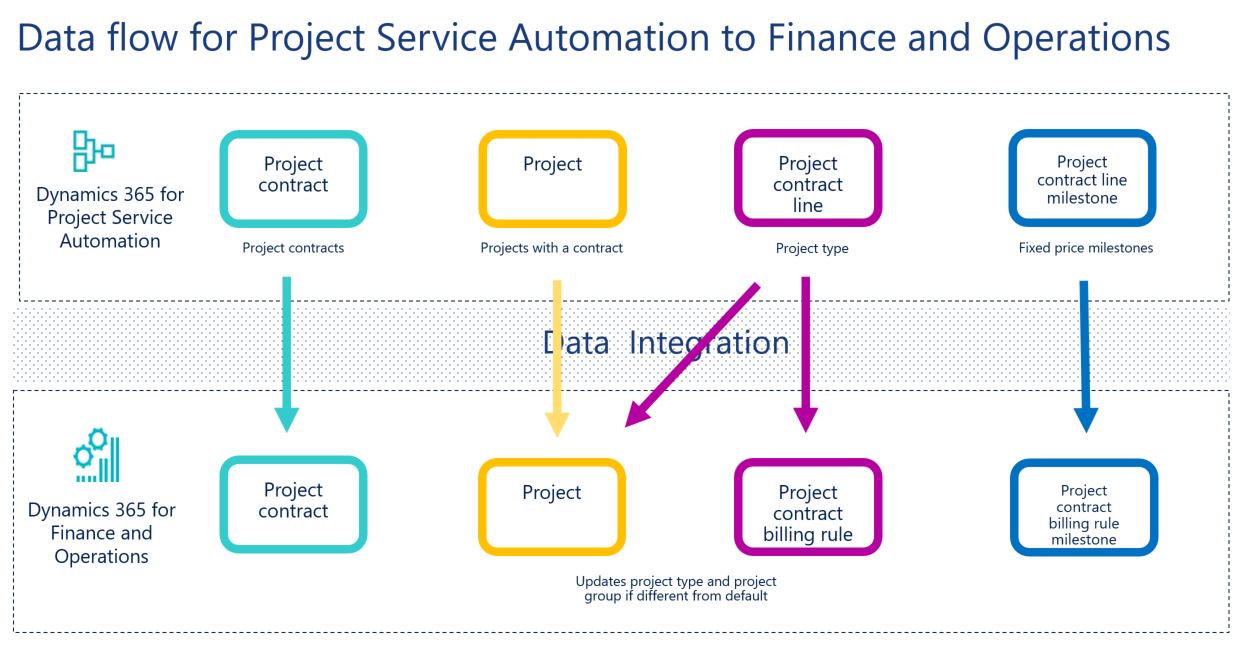 Data flow for Project Service Automation to Finance and Operations
Dynamics 365 for
Project Service
Automation
Project
contract
Project contracts
Project
Projects with a contract
Project
contract
line
Project type
Project
contract line
milestone
Fixed price milestones
Data Integration
Dynamics 365 for
Finance and
Operations
Project
contract
Project
Project
contract
billing rule
Project
contract
billing rule
milestone
Updates project type and project
group if different from default